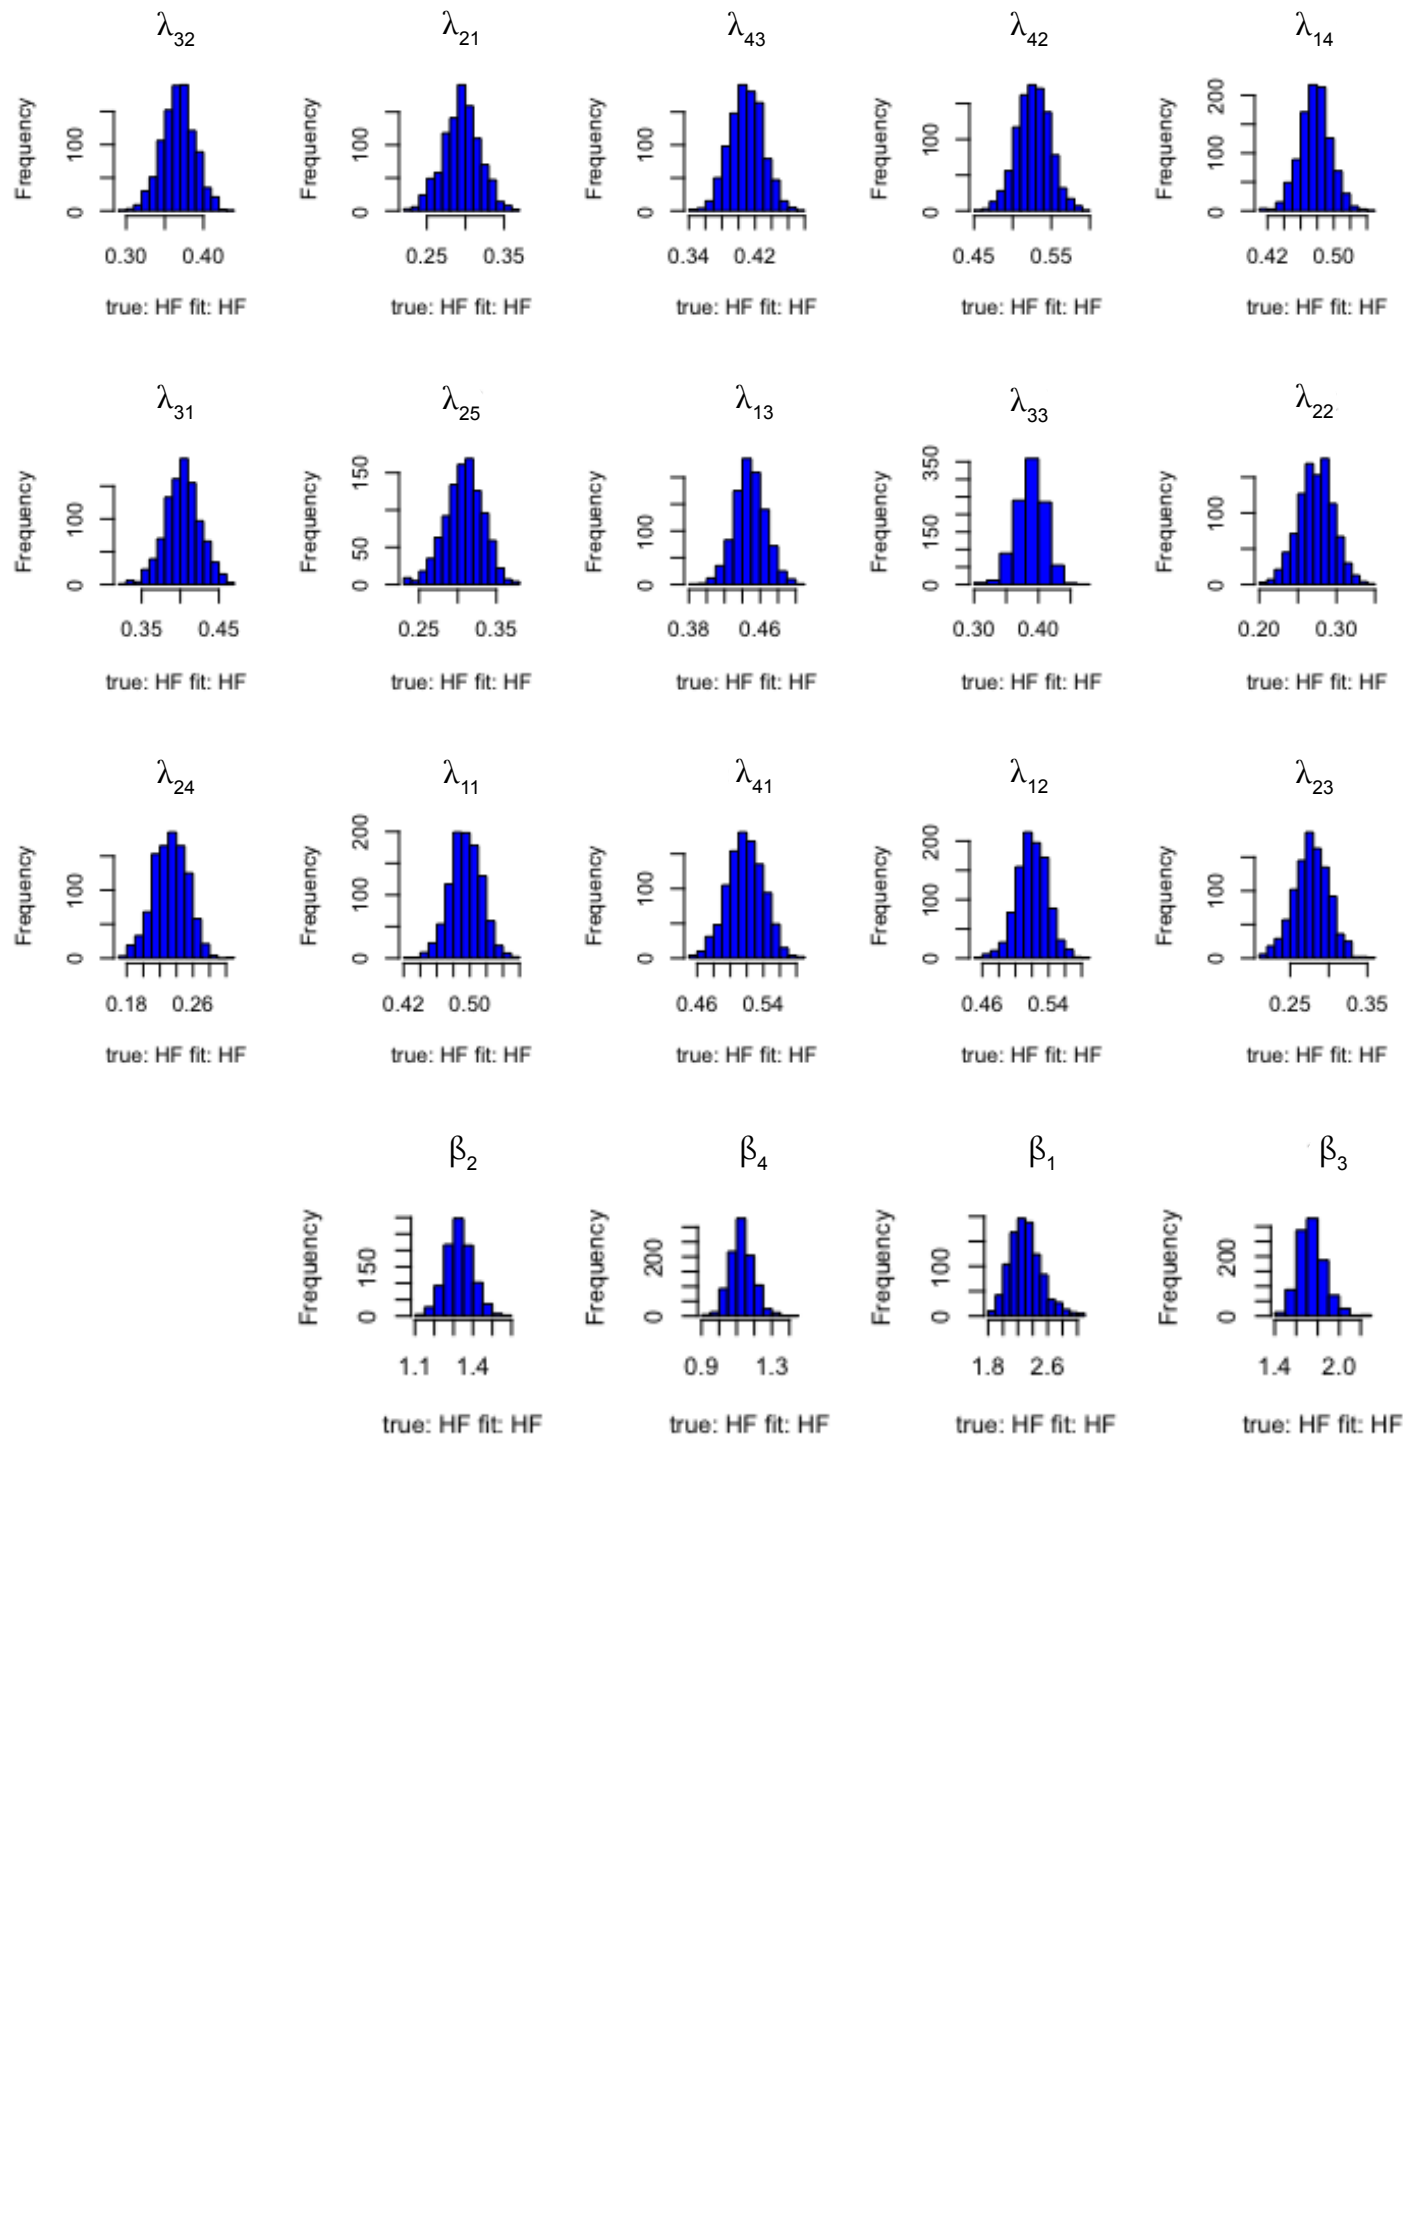 λ32 λ21 λ43 λ42 λ14
Frequency Frequency Frequency Frequency Frequency
0 100 0 100 0 100 0 100 0 100 200
0.30 0.40 0.25 0.35 0.34 0.42 0.45 0.55 0.42 0.50
true: HF fit: HF true: HF fit: HF true: HF fit: HF true: HF fit: HF true: HF fit: HF
λ31 λ25 λ13 λ33 λ22
Frequency Frequency Frequency Frequency Frequency
0 100 0 50 150 0 100 0 150 350 0 100
0.35 0.45 0.25 0.35 0.38 0.46 0.30 0.40 0.20 0.30
true: HF fit: HF true: HF fit: HF true: HF fit: HF true: HF fit: HF true: HF fit: HF
λ24 λ11 λ41 λ12 λ23
Frequency Frequency Frequency Frequency Frequency
0 100 0 100 200 0 100 0 100 200 0 100
0.18 0.26 0.42 0.50 0.46 0.54 0.46 0.54 0.25 0.35
true: HF fit: HF true: HF fit: HF true: HF fit: HF true: HF fit: HF true: HF fit: HF
β2 β4 β1 β3
Frequency Frequency Frequency Frequency
0 150 0 200 0 100 0 200
1.1 1.4 0.9 1.3 1.8 2.6 1.4 2.0
true: HF fit: HF true: HF fit: HF true: HF fit: HF true: HF fit: HF